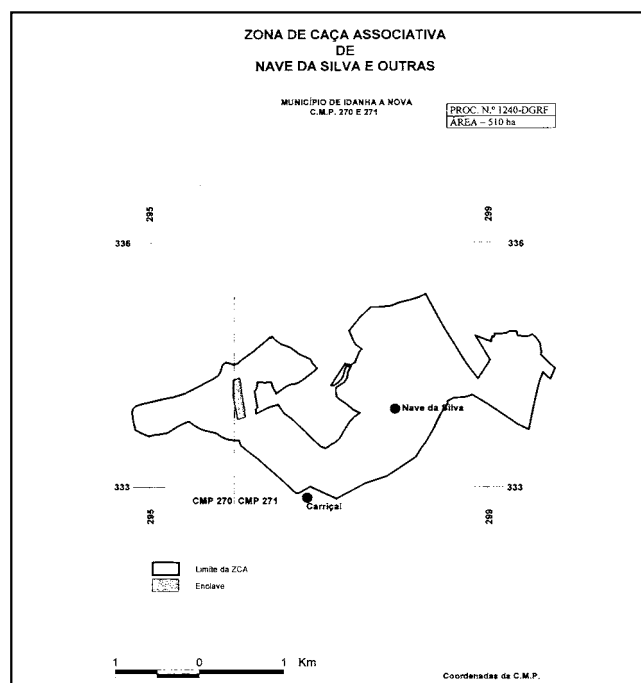 ZONA DE CAÇA ASSOCIATIVA
DE
NAVE DA SILVA E OUTRAS
MUNICÍPIO DE IDANHA A NOVA
C.M.P. 270 E 271
PROC. N.º 1240-DGRF
ÁREA – 510 ha
295
299
336
336
Nave da Silva
333
333
CMP 270
CMP 271
Carriçal
295
299
Limite da ZCA
Enclave
1
0
1
Km
Coordenadas da C.M.P.